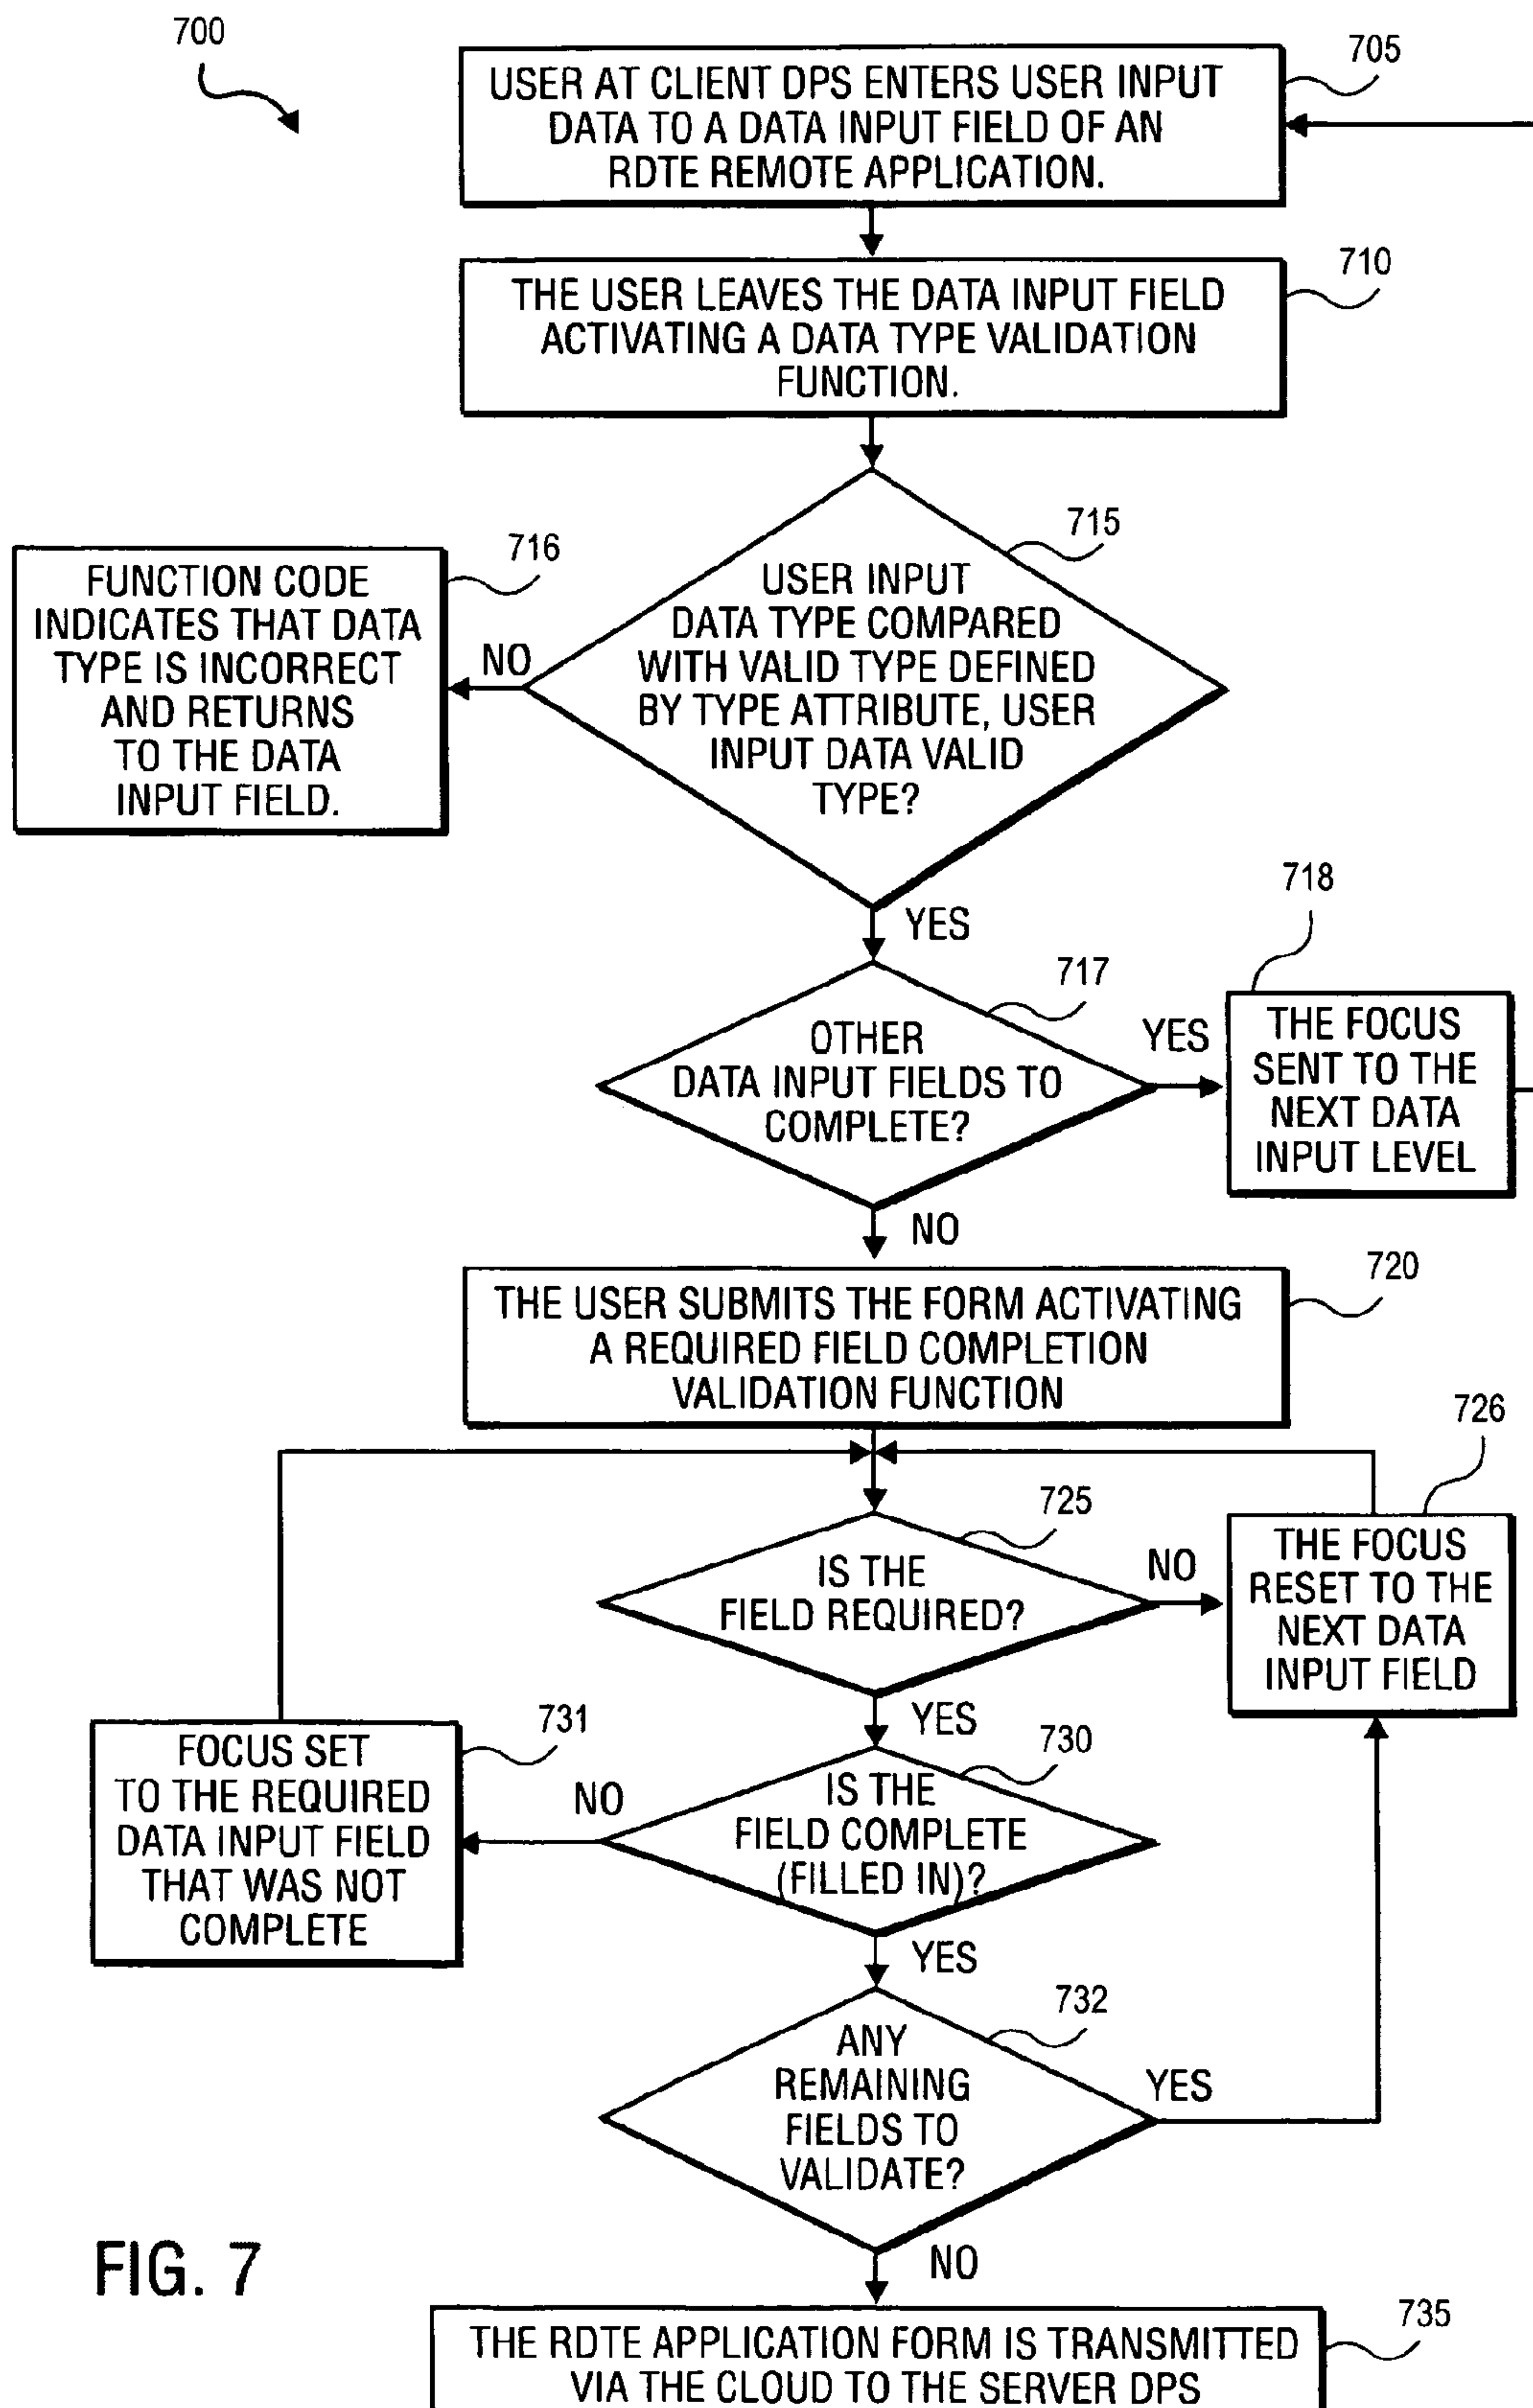 700
705
USER AT CLIENT DPS ENTERS USER INPUT
DATA TO A DATA INPUT FIELD OF AN
RDTE REMOTE APPLICATION.
710
THE USER LEAVES THE DATA INPUT FIELD
ACTIVATING A DATA TYPE VALIDATION
FUNCTION.
715
USER INPUT
DATA TYPE COMPARED
WITH VALID TYPE DEFINED
BY TYPE ATTRIBUTE, USER
INPUT DATA VALID
TYPE?
NO
716
FUNCTION CODE
INDICATES THAT DATA
TYPE IS INCORRECT
AND RETURNS
TO THE DATA
INPUT FIELD.
YES
717
OTHER
DATA INPUT FIELDS TO
COMPLETE?
YES
718
THE FOCUS
SENT TO THE
NEXT DATA
INPUT LEVEL
NO
720
THE USER SUBMITS THE FORM ACTIVATING
A REQUIRED FIELD COMPLETION
VALIDATION FUNCTION
725
IS THE
FIELD REQUIRED?
NO
726
THE FOCUS
RESET TO THE
NEXT DATA
INPUT FIELD
YES
730
IS THE
FIELD COMPLETE
(FILLED IN)?
NO
731
FOCUS SET
TO THE REQUIRED
DATA INPUT FIELD
THAT WAS NOT
COMPLETE
YES
732
ANY
REMAINING
FIELDS TO
VALIDATE?
YES
NO
735
THE RDTE APPLICATION FORM IS TRANSMITTED
VIA THE CLOUD TO THE SERVER DPS
FIG. 7